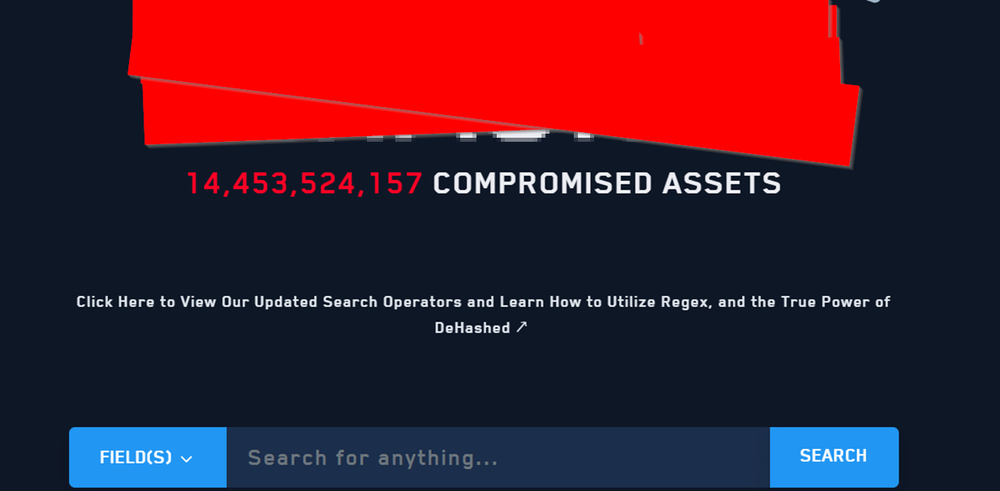 14,453,524,157 COMPROMISED ASSETS
Click Here to View Our Updated Search Operators and Learn How to Utilize Regex, and the True Power of
DeHashed ↗
FIELD(S)
Search for anything...
SEARCH